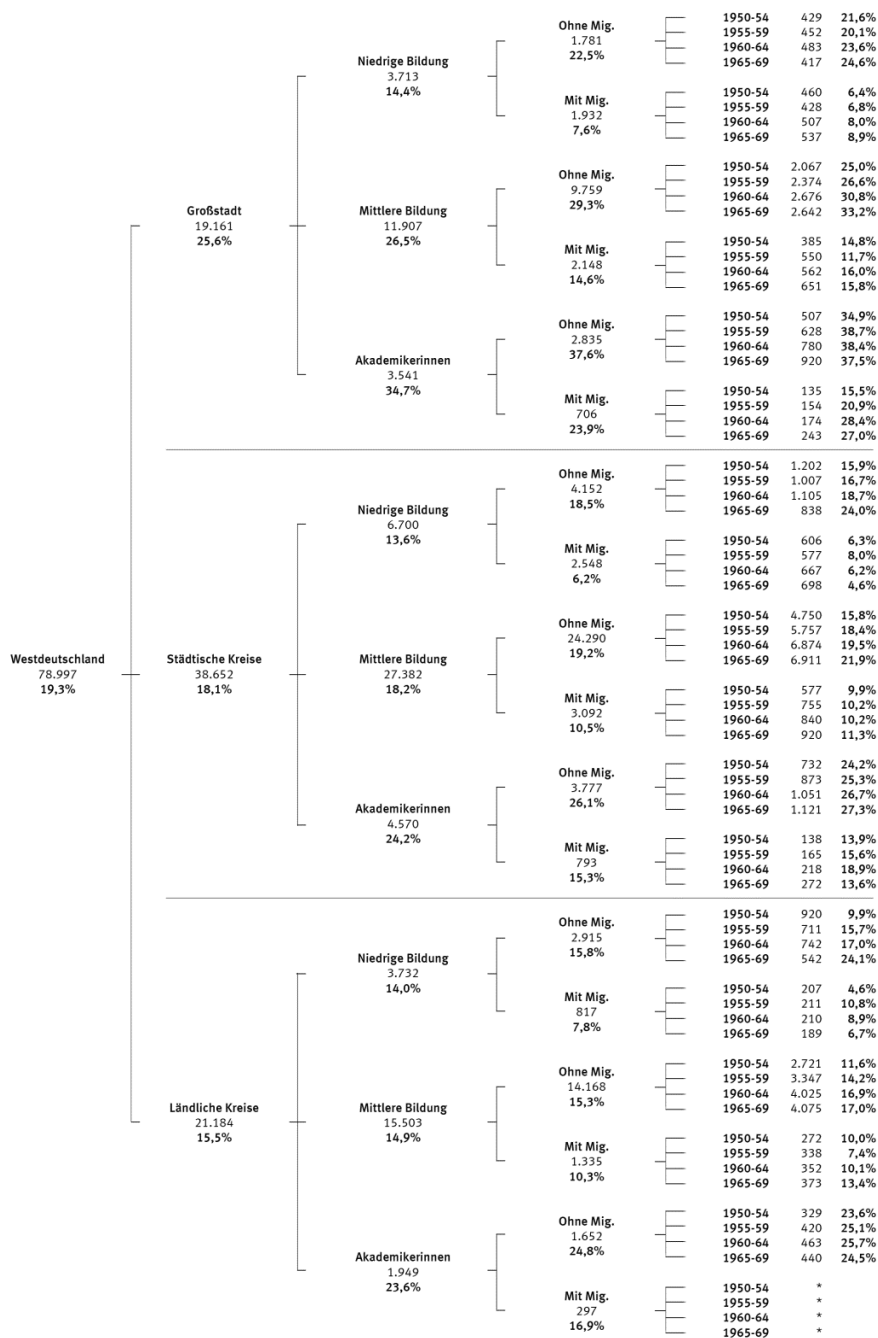 Westdeutschland
78.997
19,3%
Großstadt
19.161
25,6%
Niedrige Bildung
3.713
14,4%
Ohne Mig.
1.781
22,5%
1950-54 429 21,6%
1955-59 452 20,1%
1960-64 483 23,6%
1965-69 417 24,6%
Mit Mig.
1.932
7,6%
1950-54 460 6,4%
1955-59 428 6,8%
1960-64 507 8,0%
1965-69 537 8,9%
Mittlere Bildung
11.907
26,5%
Ohne Mig.
9.759
29,3%
1950-54 2.067 25,0%
1955-59 2.374 26,6%
1960-64 2.676 30,8%
1965-69 2.642 33,2%
Mit Mig.
2.148
14,6%
1950-54 385 14,8%
1955-59 550 11,7%
1960-64 562 16,0%
1965-69 651 15,8%
Akademikerinnen
3.541
34,7%
Ohne Mig.
2.835
37,6%
1950-54 507 34,9%
1955-59 628 38,7%
1960-64 780 38,4%
1965-69 920 37,5%
Mit Mig.
706
23,9%
1950-54 135 15,5%
1955-59 154 20,9%
1960-64 174 28,4%
1965-69 243 27,0%
Städtische Kreise
38.652
18,1%
Niedrige Bildung
6.700
13,6%
Ohne Mig.
4.152
18,5%
1950-54 1.202 15,9%
1955-59 1.007 16,7%
1960-64 1.105 18,7%
1965-69 838 24,0%
Mit Mig.
2.548
6,2%
1950-54 606 6,3%
1955-59 577 8,0%
1960-64 667 6,2%
1965-69 698 4,6%
Mittlere Bildung
27.382
18,2%
Ohne Mig.
24.290
19,2%
1950-54 4.750 15,8%
1955-59 5.757 18,4%
1960-64 6.874 19,5%
1965-69 6.911 21,9%
Mit Mig.
3.092
10,5%
1950-54 577 9,9%
1955-59 755 10,2%
1960-64 840 10,2%
1965-69 920 11,3%
Akademikerinnen
4.570
24,2%
Ohne Mig.
3.777
26,1%
1950-54 732 24,2%
1955-59 873 25,3%
1960-64 1.051 26,7%
1965-69 1.121 27,3%
Mit Mig.
793
15,3%
1950-54 138 13,9%
1955-59 165 15,6%
1960-64 218 18,9%
1965-69 272 13,6%
Ländliche Kreise
21.184
15,5%
Niedrige Bildung
3.732
14,0%
Ohne Mig.
2.915
15,8%
1950-54 920 9,9%
1955-59 711 15,7%
1960-64 742 17,0%
1965-69 542 24,1%
Mit Mig.
817
7,8%
1950-54 207 4,6%
1955-59 211 10,8%
1960-64 210 8,9%
1965-69 189 6,7%
Mittlere Bildung
15.503
14,9%
Ohne Mig.
14.168
15,3%
1950-54 2.721 11,6%
1955-59 3.347 14,2%
1960-64 4.025 16,9%
1965-69 4.075 17,0%
Mit Mig.
1.335
10,3%
1950-54 272 10,0%
1955-59 338 7,4%
1960-64 352 10,1%
1965-69 373 13,4%
Akademikerinnen
1.949
23,6%
Ohne Mig.
1.652
24,8%
1950-54 329 23,6%
1955-59 420 25,1%
1960-64 463 25,7%
1965-69 440 24,5%
Mit Mig.
297
16,9%
1950-54 *
1955-59 *
1960-64 *
1965-69 *